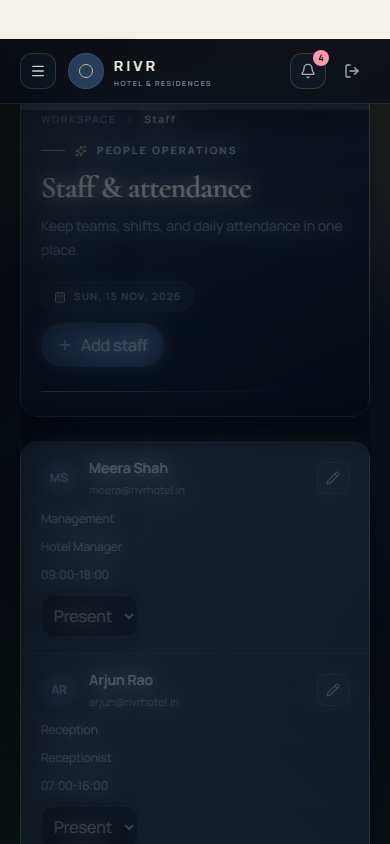 RIVR
HOTEL & RESIDENCES
4
WORKSPACE / Staff
PEOPLE OPERATIONS
Staff & attendance
Keep teams, shifts, and daily attendance in one
place.
SUN, 15 NOV, 2026
+ Add staff
MS
Meera Shah
meera@rivrhotel.in
Management
Hotel Manager
09:00-18:00
Present
AR
Arjun Rao
arjun@rivrhotel.in
Reception
Receptionist
07:00-16:00
Present